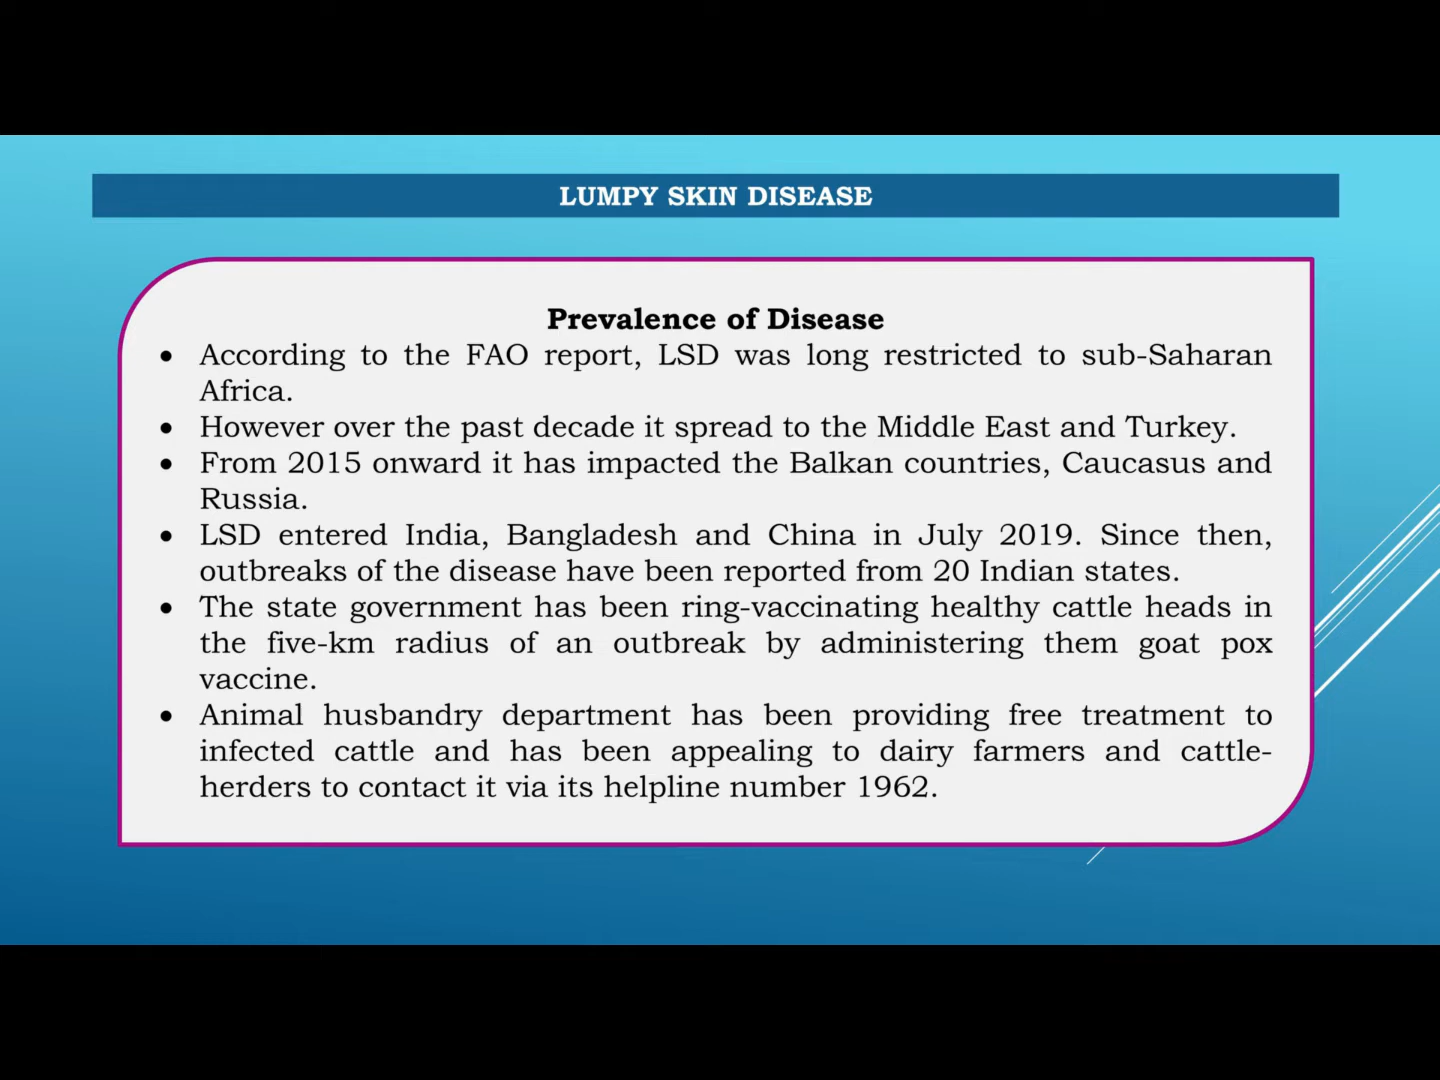 LUMPY SKIN DISEASE
Prevalence of Disease
• According to the FAO report, LSD was long restricted to sub-Saharan
Africa.
• However over the past decade it spread to the Middle East and Turkey.
• From 2015 onward it has impacted the Balkan countries, Caucasus and
Russia.
• LSD entered India, Bangladesh and China in July 2019. Since then,
outbreaks of the disease have been reported from 20 Indian states.
• The state government has been ring-vaccinating healthy cattle heads in
the five-km radius of an outbreak by administering them goat pox
vaccine.
• Animal husbandry department has been providing free treatment to
infected cattle and has been appealing to dairy farmers and cattle-
herders to contact it via its helpline number 1962.